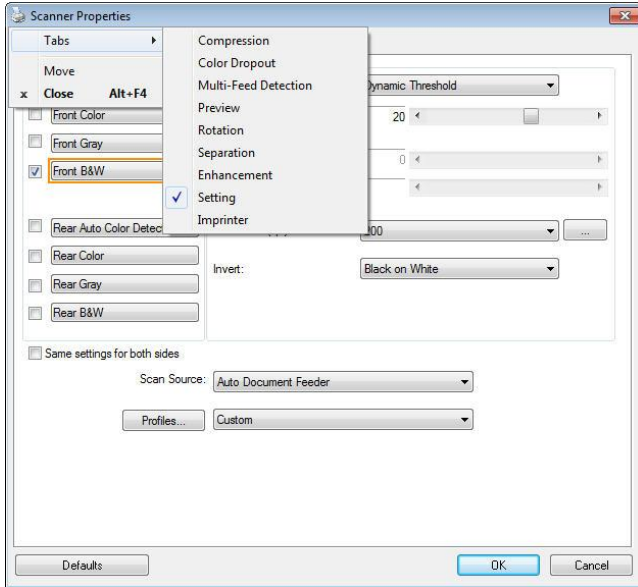 Scanner Properties
Tabs
Move
x Close Alt+F4
Compression
Color Dropout
Multi-Feed Detection
Preview
Rotation
Separation
Enhancement
Setting
Imprinter
Dynamic Threshold
Front Color
20
Front Gray
0
Front B&W
Rear Auto Color Detec
200
...
Rear Color
Invert:
Black on White
Rear Gray
Rear B&W
Same settings for both sides
Scan Source:
Auto Document Feeder
Profiles...
Custom
Defaults
OK
Cancel